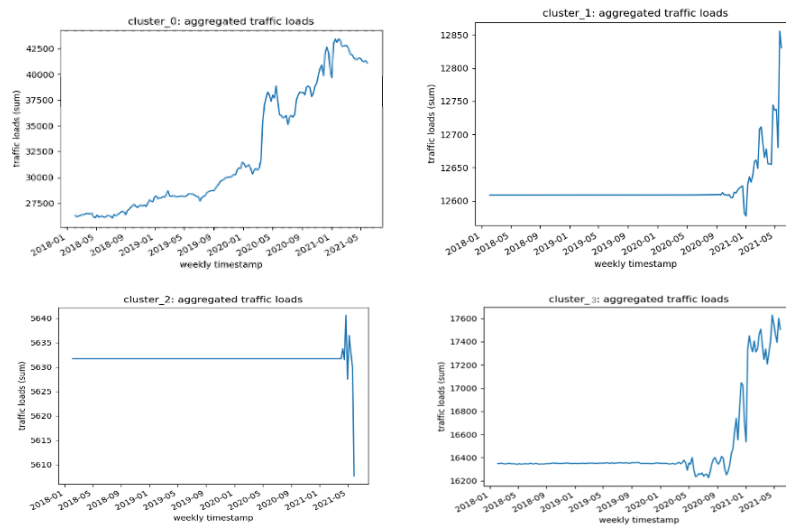 cluster_0: aggregated traffic loads
42500
40000
37500
35000
32500
30000
27500
traffic loads (sum)
2018-01 2018-05 2018-09 2019-01 2019-05 2019-09 2020-01 2020-05 2020-09 2021-01 2021-05
weekly timestamp
cluster_1: aggregated traffic loads
12850
12800
12750
12700
12650
12600
traffic loads (sum)
2018-01 2018-05 2018-09 2019-01 2019-05 2019-09 2020-01 2020-05 2020-09 2021-01 2021-05
weekly timestamp
cluster_2: aggregated traffic loads
5640
5635
5630
5625
5620
5615
5610
traffic loads (sum)
2018-01 2018-05 2018-09 2019-01 2019-05 2019-09 2020-01 2020-05 2020-09 2021-01 2021-05
weekly timestamp
cluster_3: aggregated traffic loads
17600
17400
17200
17000
16800
16600
16400
16200
traffic loads (sum)
2018-01 2018-05 2018-09 2019-01 2019-05 2019-09 2020-01 2020-05 2020-09 2021-01 2021-05
weekly timestamp